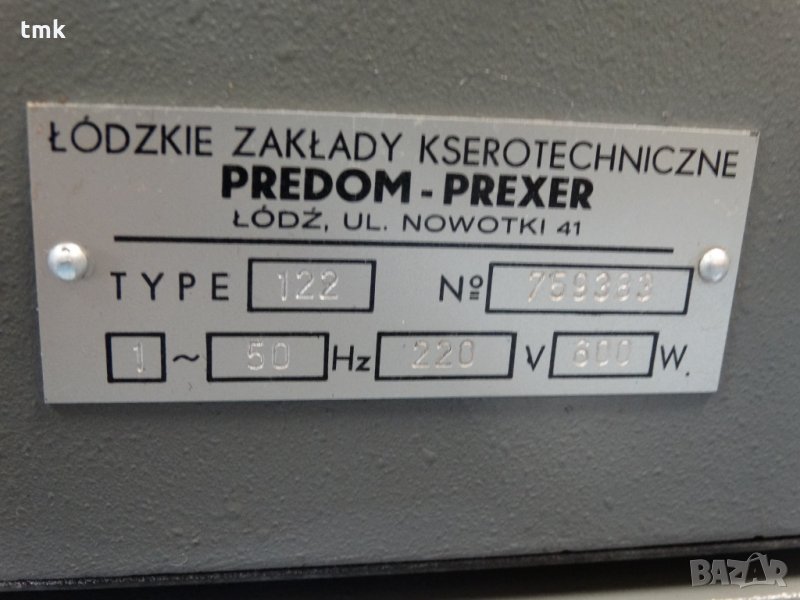 tmk
ŁÓDZKIE ZAKŁADY KSEROTECHNICZNE
PREDOM - PREXER
ŁÓDŹ, UL. NOWOTKI 41
TYPE 122 Nº 759383
1 ~ 50 Hz 220 V 600 W.
BAZAR